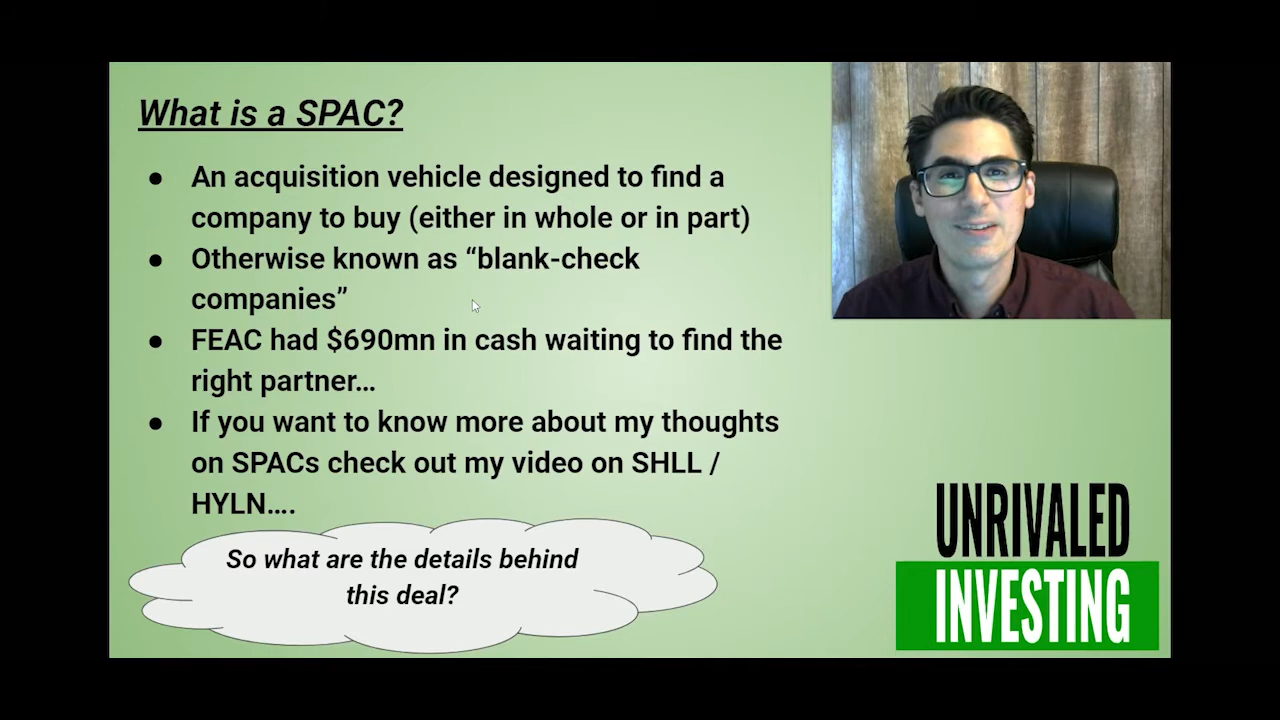 What is a SPAC?
● An acquisition vehicle designed to find a
company to buy (either in whole or in part)
● Otherwise known as “blank-check
companies”
● FEAC had $690mn in cash waiting to find the
right partner...
● If you want to know more about my thoughts
on SPACs check out my video on SHLL /
HYLN....
So what are the details behind
this deal?
UNRIVALED
INVESTING